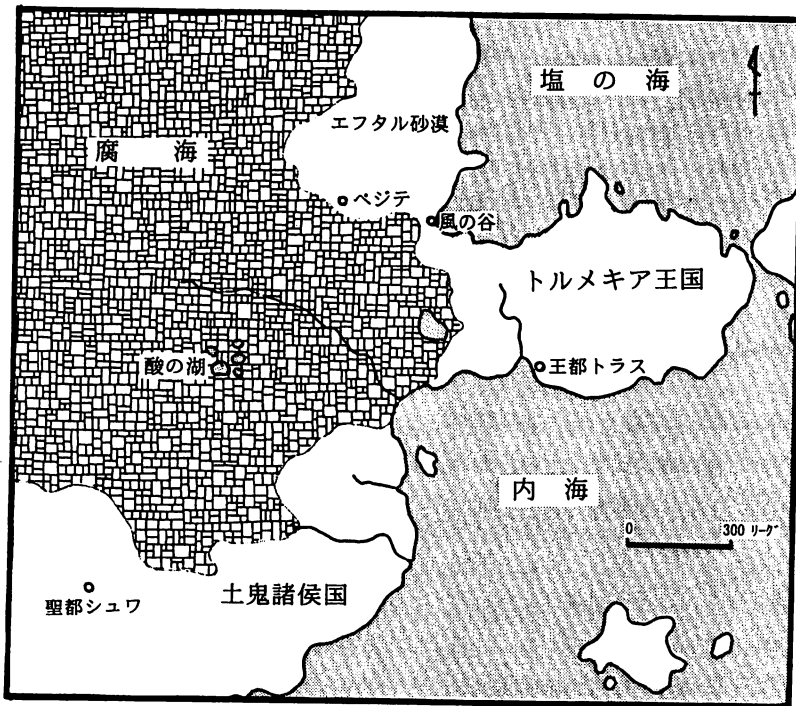 塩の海
エフタル砂漠
腐海
ペジテ
風の谷
トルメキア王国
酸の湖
王都トラス
内海
0 300 リーグ
土鬼諸侯国
聖都シュワ